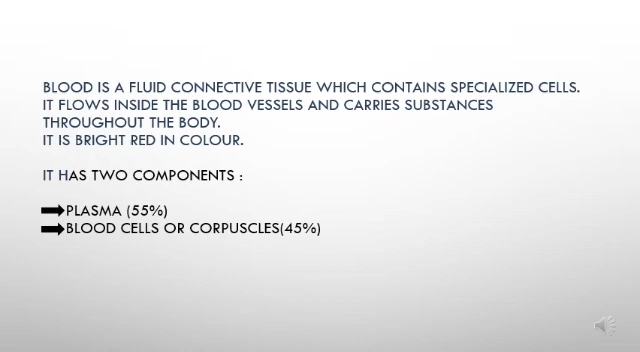 BLOOD IS A FLUID CONNECTIVE TISSUE WHICH CONTAINS SPECIALIZED CELLS.
IT FLOWS INSIDE THE BLOOD VESSELS AND CARRIES SUBSTANCES
THROUGHOUT THE BODY.
IT IS BRIGHT RED IN COLOUR.
IT HAS TWO COMPONENTS :
PLASMA (55%)
BLOOD CELLS OR CORPUSCLES(45%)